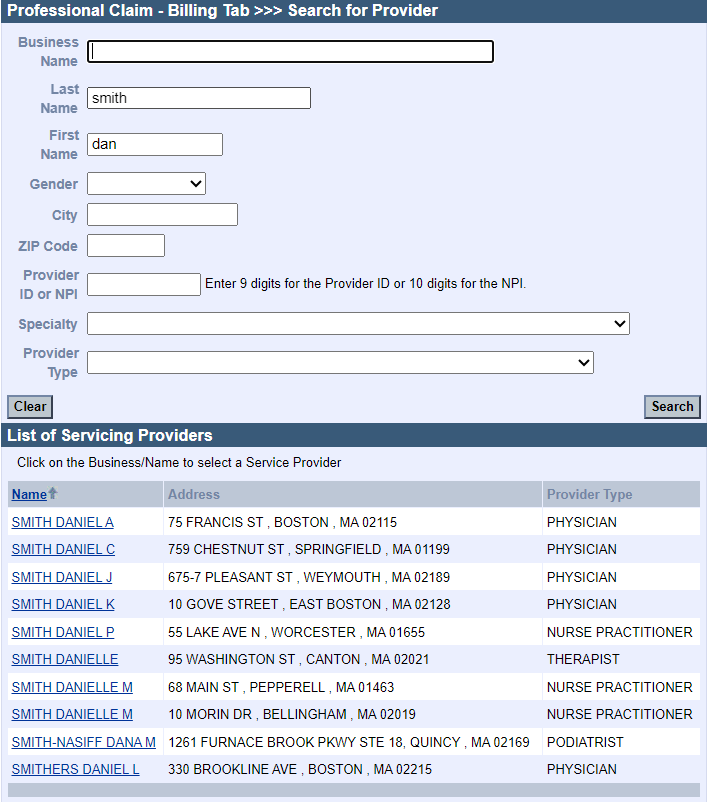 Professional Claim - Billing Tab >>> Search for Provider
Business
Name
Last
Name
smith
First
Name
dan
Gender
City
ZIP Code
Provider
ID or NPI
Enter 9 digits for the Provider ID or 10 digits for the NPI.
Specialty
Provider
Type
Clear
Search
List of Servicing Providers
Click on the Business/Name to select a Service Provider
Name Address Provider Type
SMITH DANIEL A 75 FRANCIS ST , BOSTON , MA 02115 PHYSICIAN
SMITH DANIEL C 759 CHESTNUT ST , SPRINGFIELD , MA 01199 PHYSICIAN
SMITH DANIEL J 675-7 PLEASANT ST , WEYMOUTH , MA 02189 PHYSICIAN
SMITH DANIEL K 10 GOVE STREET , EAST BOSTON , MA 02128 PHYSICIAN
SMITH DANIEL P 55 LAKE AVE N , WORCESTER , MA 01655 NURSE PRACTITIONER
SMITH DANIELLE 95 WASHINGTON ST , CANTON , MA 02021 THERAPIST
SMITH DANIELLE M 68 MAIN ST , PEPPERELL , MA 01463 NURSE PRACTITIONER
SMITH DANIELLE M 10 MORIN DR , BELLINGHAM , MA 02019 NURSE PRACTITIONER
SMITH-NASIFF DANA M 1261 FURNACE BROOK PKWY STE 18, QUINCY , MA 02169 PODIATRIST
SMITHERS DANIEL L 330 BROOKLINE AVE , BOSTON , MA 02215 PHYSICIAN